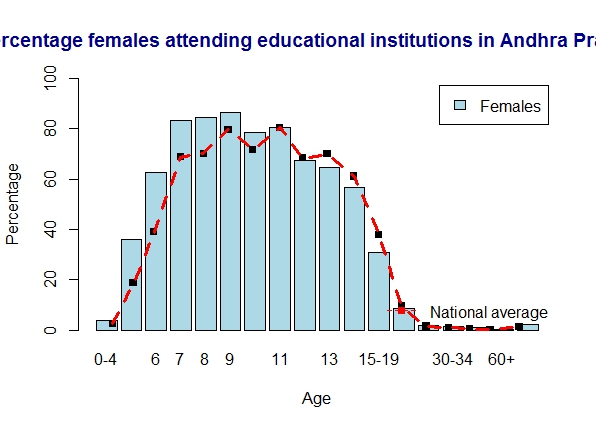 rcentage females attending educational institutions in Andhra Pra
Females
Percentage
100
80
60
40
20
0
National average
0-4 6 7 8 9 11 13 15-19 30-34 60+
Age